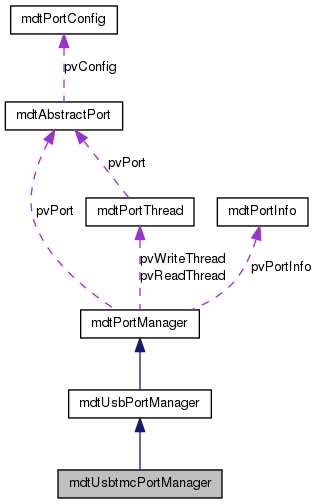 mdtPortConfig
pvConfig
mdtAbstractPort
pvPort
mdtPortThread
mdtPortInfo
pvPort
pvWriteThread
pvReadThread
pvPortInfo
mdtPortManager
mdtUsbPortManager
mdtUsbtmcPortManager